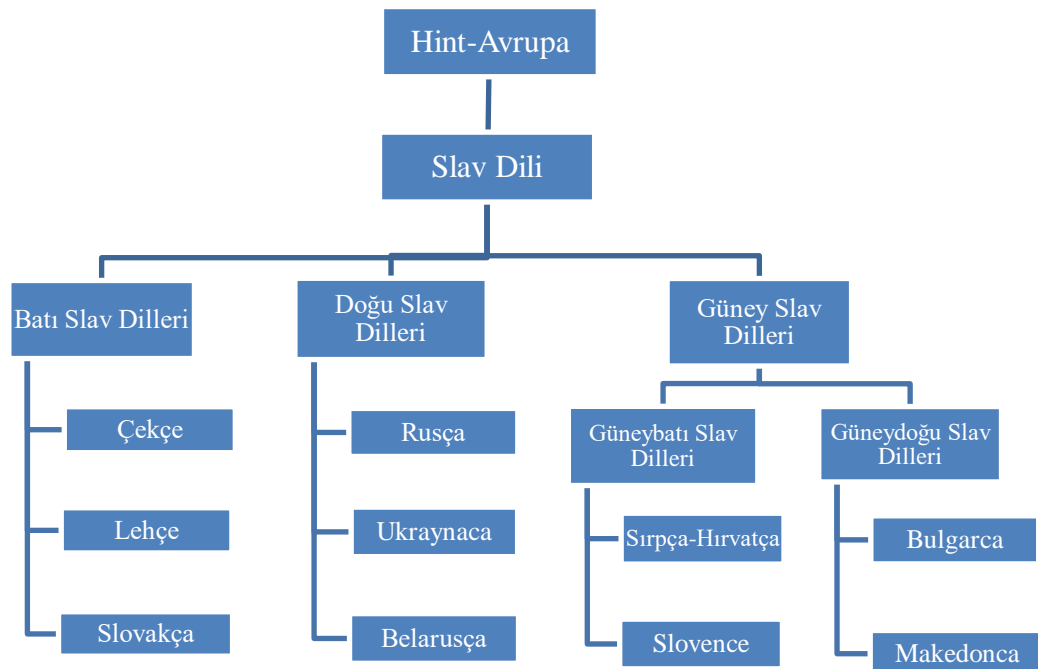 Hint-Avrupa
Slav Dili
Batı Slav Dilleri
Doğu Slav
Dilleri
Güney Slav
Dilleri
Çekçe
Lehçe
Slovakça
Rusça
Ukraynaca
Belarusça
Güneybatı Slav
Dilleri
Sırpça-Hırvatça
Slovence
Güneydoğu Slav
Dilleri
Bulgarca
Makedonca